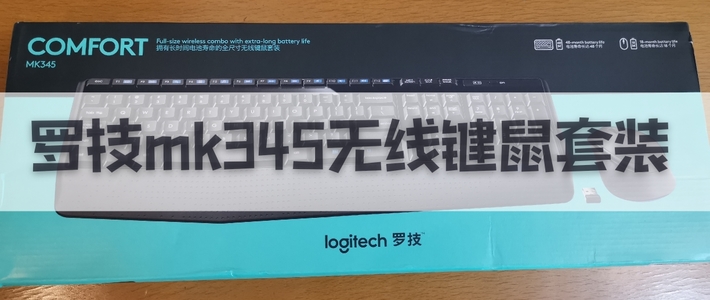 COMFORT
MK345
Full-size wireless combo with extra-long battery life
拥有长时间电池寿命的全尺寸无线键鼠套装
罗技mk345无线键鼠套装
logitech 罗技